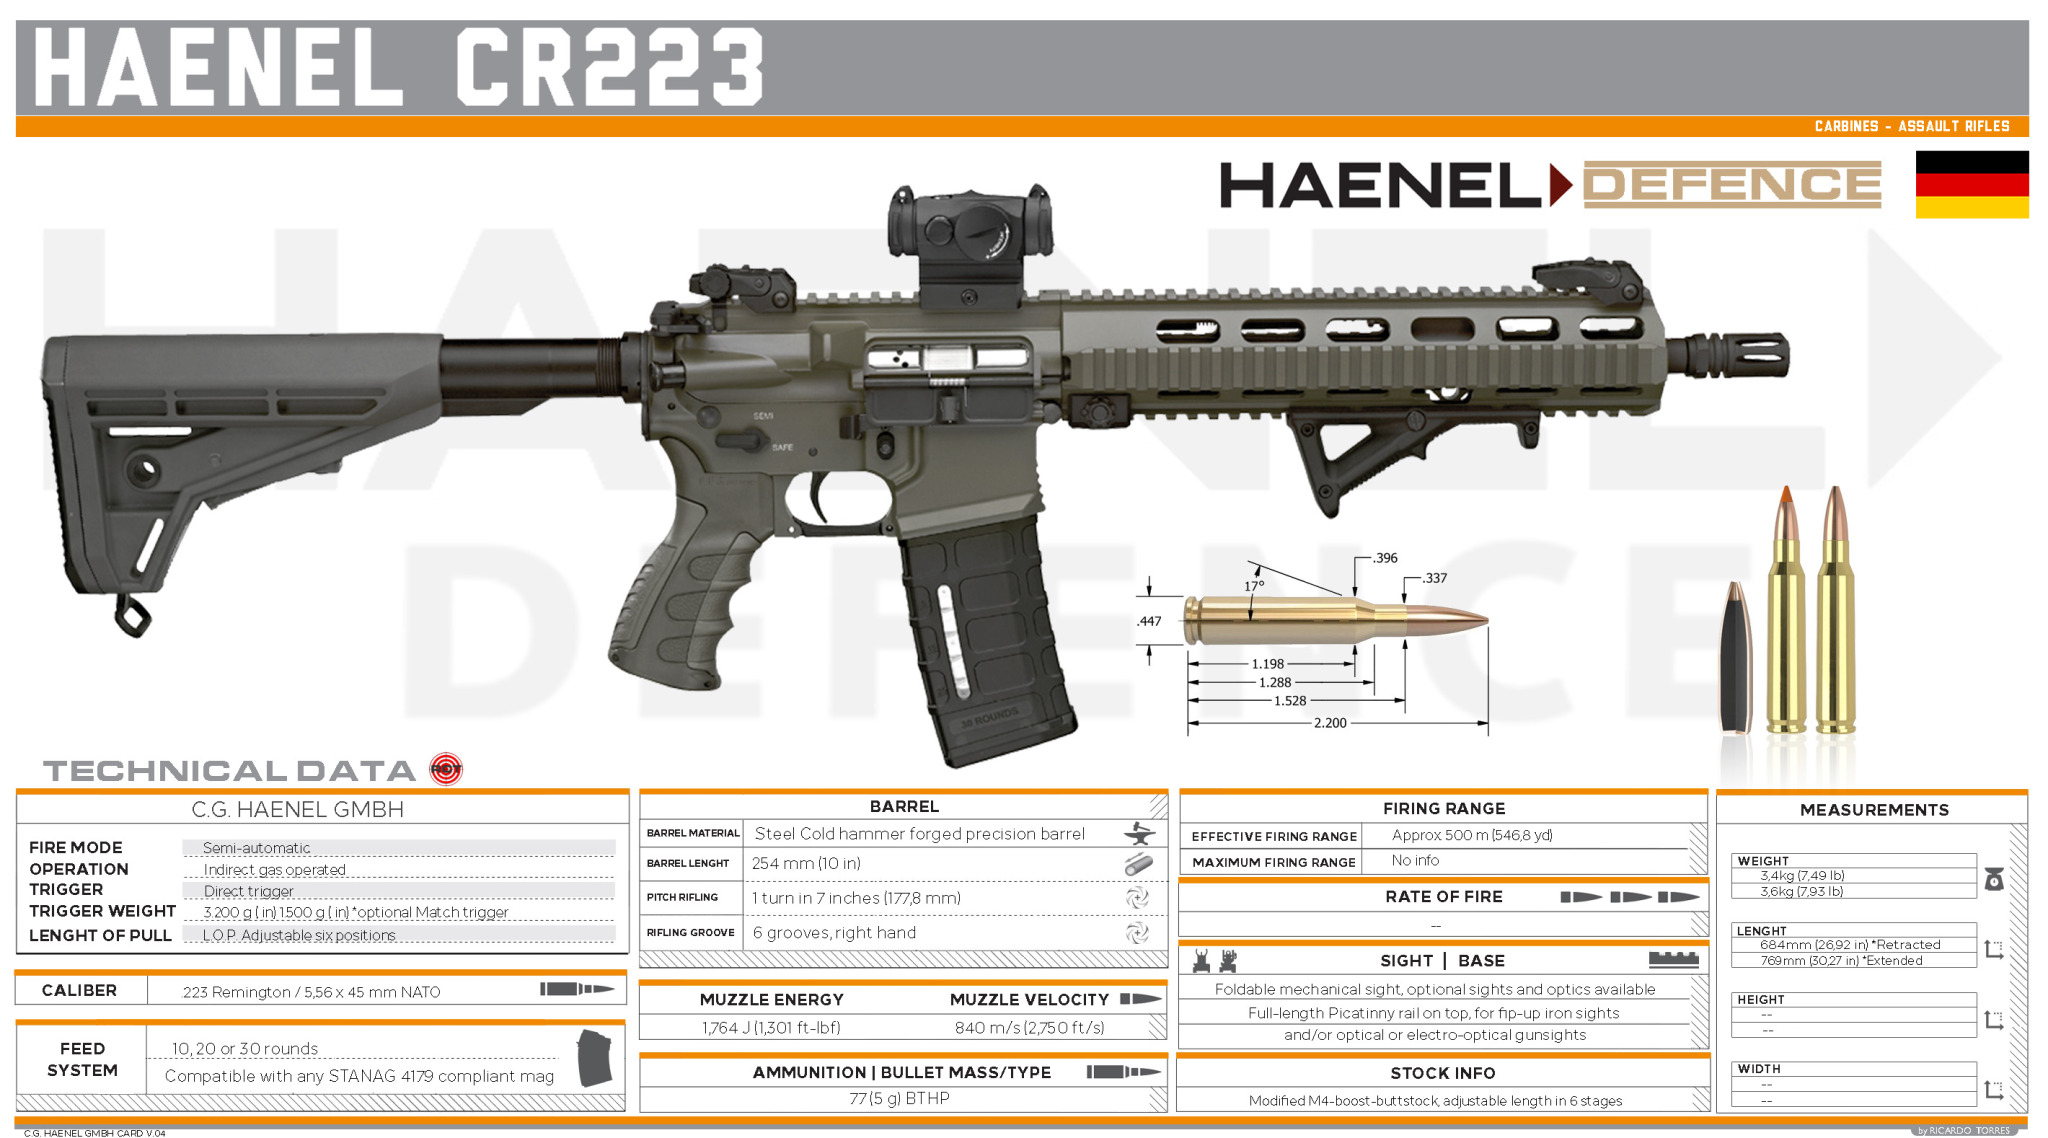 HAENEL CR223
CARBINES - ASSAULT RIFLES
HAENEL DEFENCE
HAENEL
DEFENCE
SEMI
SAFE
30 ROUNDS
.396
.337
17°
.447
1.198
1.288
1.528
2.200
TECHNICAL DATA
C.G. HAENEL GMBH
FIRE MODE Semi-automatic
OPERATION Indirect gas operated
TRIGGER Direct trigger
TRIGGER WEIGHT 3.200 g ( in) 1500 g ( in) *optional Match trigger
LENGHT OF PULL L.O.P. Adjustable six positions
CALIBER .223 Remington / 5,56 x 45 mm NATO
FEED SYSTEM
10, 20 or 30 rounds
Compatible with any STANAG 4179 compliant mag
BARREL
BARREL MATERIAL Steel Cold hammer forged precision barrel
BARREL LENGHT 254 mm (10 in)
PITCH RIFLING 1 turn in 7 inches (177,8 mm)
RIFLING GROOVE 6 grooves, right hand
MUZZLE ENERGY MUZZLE VELOCITY
1,764 J (1,301 ft-lbf) 840 m/s (2,750 ft/s)
AMMUNITION | BULLET MASS/TYPE
77 (5 g) BTHP
FIRING RANGE
EFFECTIVE FIRING RANGE Approx 500 m (546,8 yd)
MAXIMUM FIRING RANGE No info
RATE OF FIRE
--
SIGHT | BASE
Foldable mechanical sight, optional sights and optics available
Full-length Picatinny rail on top, for fip-up iron sights
and/or optical or electro-optical gunsights
STOCK INFO
Modified M4-boost-buttstock, adjustable length in 6 stages
MEASUREMENTS
WEIGHT
3,4kg (7,49 lb)
3,6kg (7,93 lb)
LENGHT
684mm (26,92 in) *Retracted
769mm (30,27 in) *Extended
HEIGHT
--
--
WIDTH
--
--
C.G. HAENEL GMBH CARD V.04
by RICARDO TORRES